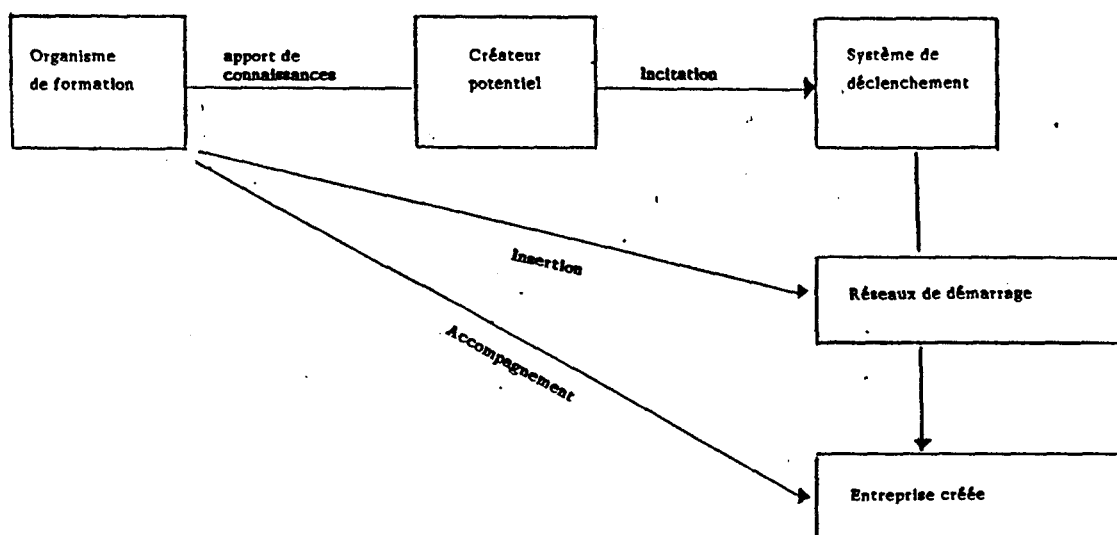 Organisme
de formation
apport de
connaissances
Créateur
potentiel
Incitation
Système de
déclenchement
Insertion
Réseaux de démarrage
Accompagnement
Entreprise créée